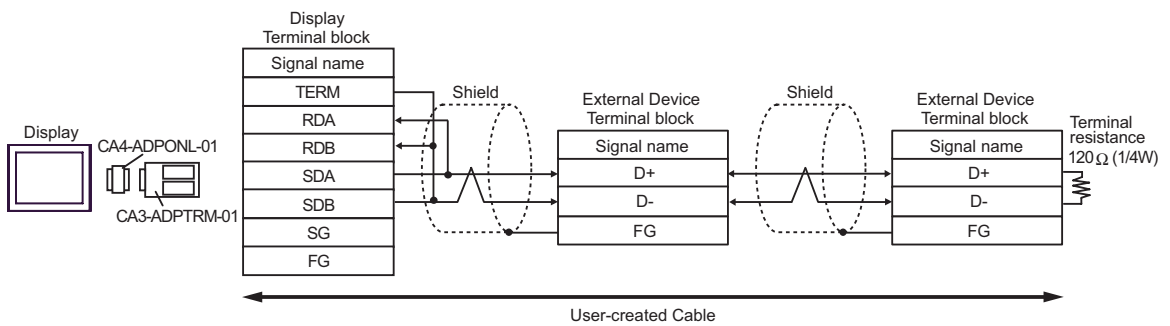 Display
CA4-ADPONL-01
CA3-ADPTRM-01
Display
Terminal block
Signal name
TERM
RDA
RDB
SDA
SDB
SG
FG
Shield
External Device
Terminal block
Signal name
D+
D-
FG
Shield
External Device
Terminal block
Signal name
D+
D-
FG
Terminal
resistance
120Ω (1/4W)
User-created Cable